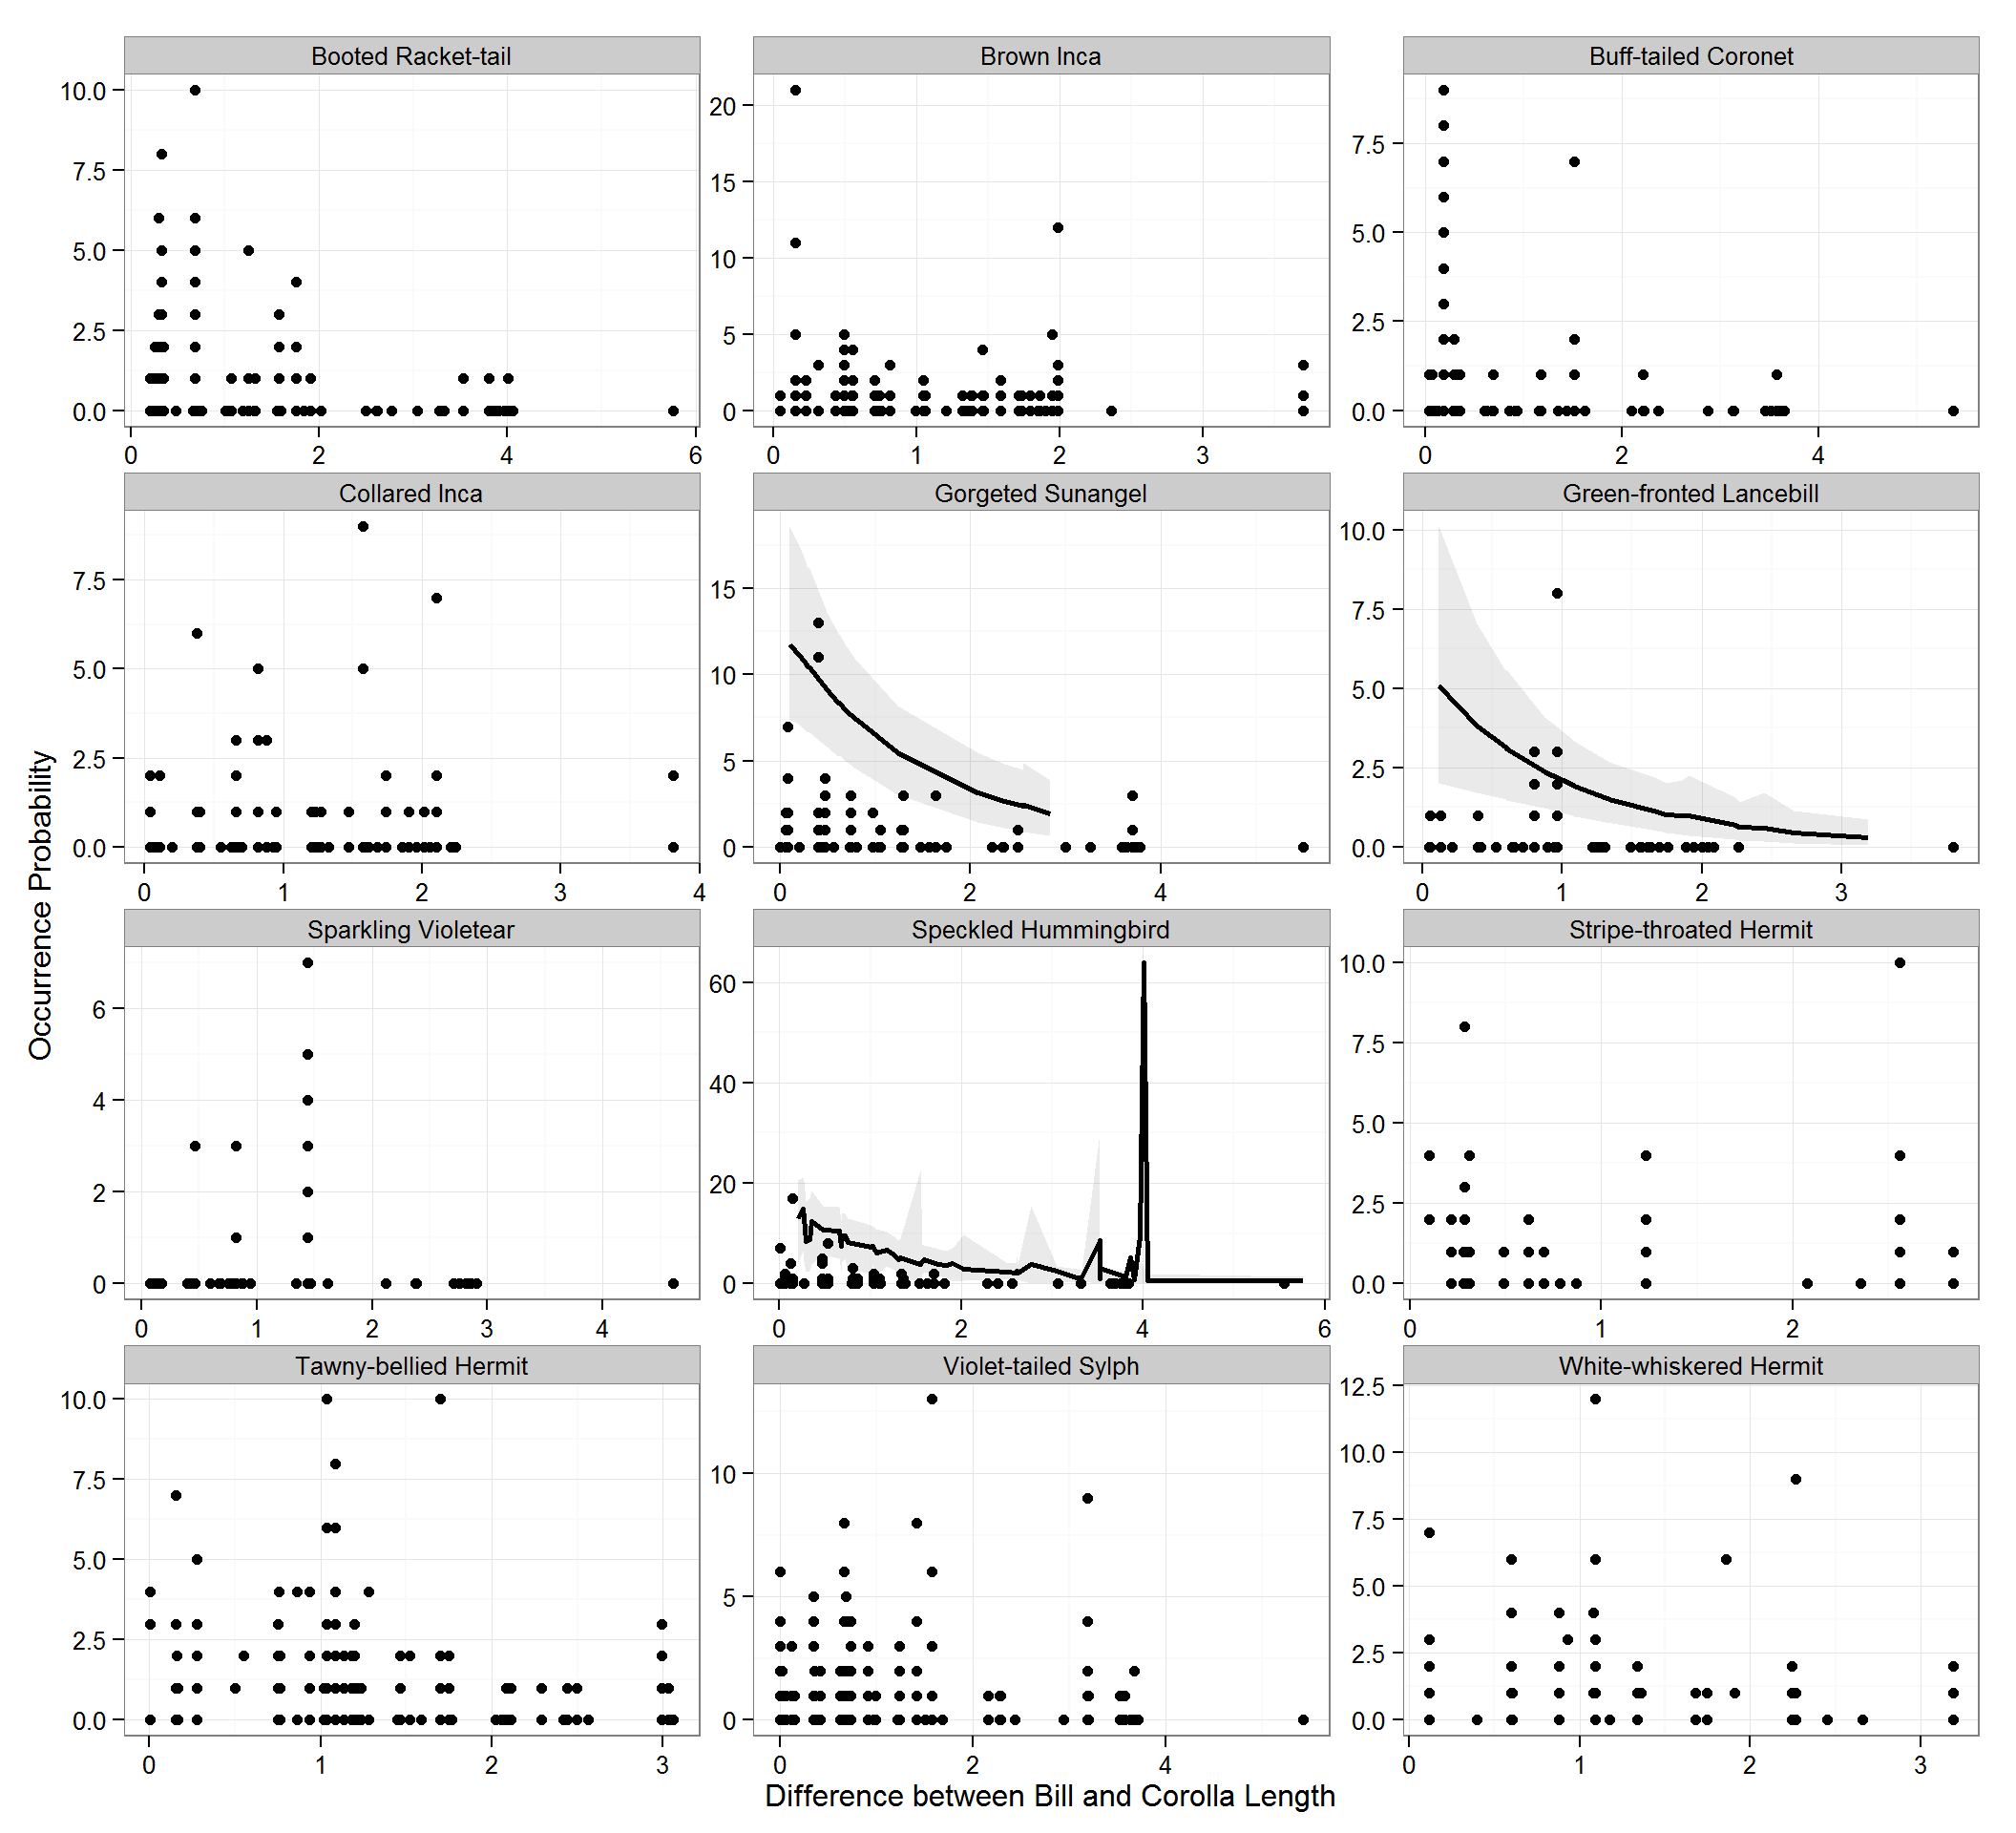 Booted Racket-tail Brown Inca Buff-tailed Coronet
10.0 7.5 5.0 2.5 0.0
20 15 10 5 0
7.5 5.0 2.5 0.0
0 2 4 6
0 1 2 3
0 2 4
Collared Inca Gorgeted Sunangel Green-fronted Lancebill
7.5 5.0 2.5 0.0
15 10 5 0
10.0 7.5 5.0 2.5 0.0
0 1 2 3 4
0 2 4
0 1 2 3
Occurrence Probability
Sparkling Violetear Speckled Hummingbird Stripe-throated Hermit
6 4 2 0
60 40 20 0
10.0 7.5 5.0 2.5 0.0
0 1 2 3 4
0 2 4 6
0 1 2
Tawny-bellied Hermit Violet-tailed Sylph White-whiskered Hermit
10.0 7.5 5.0 2.5 0.0
10 5 0
12.5 10.0 7.5 5.0 2.5 0.0
0 1 2 3
0 2 4
0 1 2 3
Difference between Bill and Corolla Length